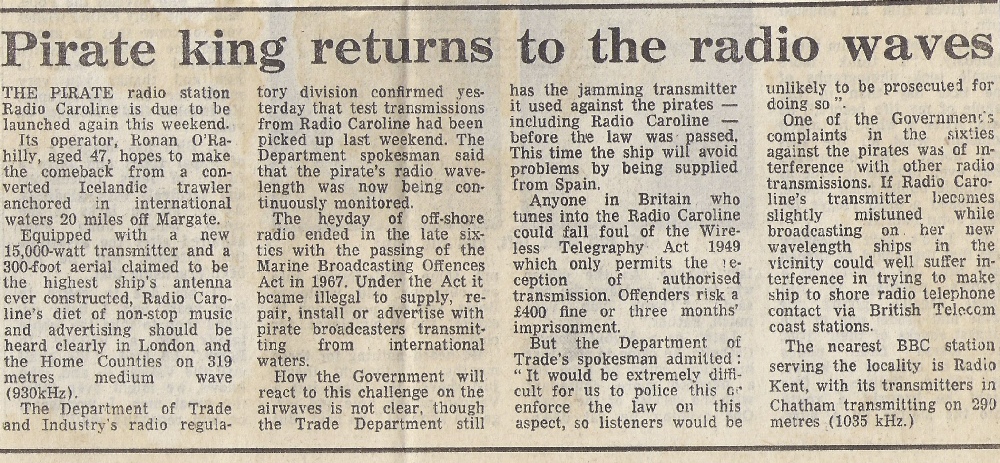 Pirate king returns to the radio waves
THE PIRATE radio station
Radio Caroline is due to be
launched again this weekend.
Its operator, Ronan O'Ra-
hilly, aged 47, hopes to make
the comeback from a con-
verted Icelandic trawler
anchored in international
waters 20 miles off Margate.
Equipped with a new
15,000-watt transmitter and a
300-foot aerial claimed to be
the highest ship's antenna
ever constructed, Radio Caro-
line's diet of non-stop music
and advertising should be
heard clearly in London and
the Home Counties on 319
metres medium wave
(930kHz).
The Department of Trade
and Industry's radio regula-
tory division confirmed yes-
terday that test transmissions
from Radio Caroline had been
picked up last weekend. The
Department spokesman said
that the pirate's radio wave-
length was now being con-
tinuously monitored.
The heyday of off-shore
radio ended in the late six-
ties with the passing of the
Marine Broadcasting Offences
Act in 1967. Under the Act it
bcame illegal to supply, re-
pair, install or advertise with
pirate broadcasters transmit-
ting from international
waters.
How the Government will
react to this challenge on the
airwaves is not clear, though
the Trade Department still
has the jamming transmitter
it used against the pirates —
including Radio Caroline —
before the law was passed.
This time the ship will avoid
problems by being supplied
from Spain.
Anyone in Britain who
tunes into the Radio Caroline
could fall foul of the Wire-
less Telegraphy Act 1949
which only permits the re-
ception of authorised
transmission. Offenders risk a
£400 fine or three months'
imprisonment.
But the Department of
Trade's spokesman admitted:
"It would be extremely diffi-
cult for us to police this or
enforce the law on this
aspect, so listeners would be
unlikely to be prosecuted for
doing so".
One of the Government's
complaints in the sixties
against the pirates was of in-
terference with other radio
transmissions. If Radio Caro-
line's transmitter becomes
slightly mistuned while
broadcasting on her new
wavelength ships in the
vicinity could well suffer in-
terference in trying to make
ship to shore radio telephone
contact via British Telecom
coast stations.
The nearest BBC station
serving the locality is Radio
Kent, with its transmitters in
Chatham transmitting on 290
metres (1035 kHz.)